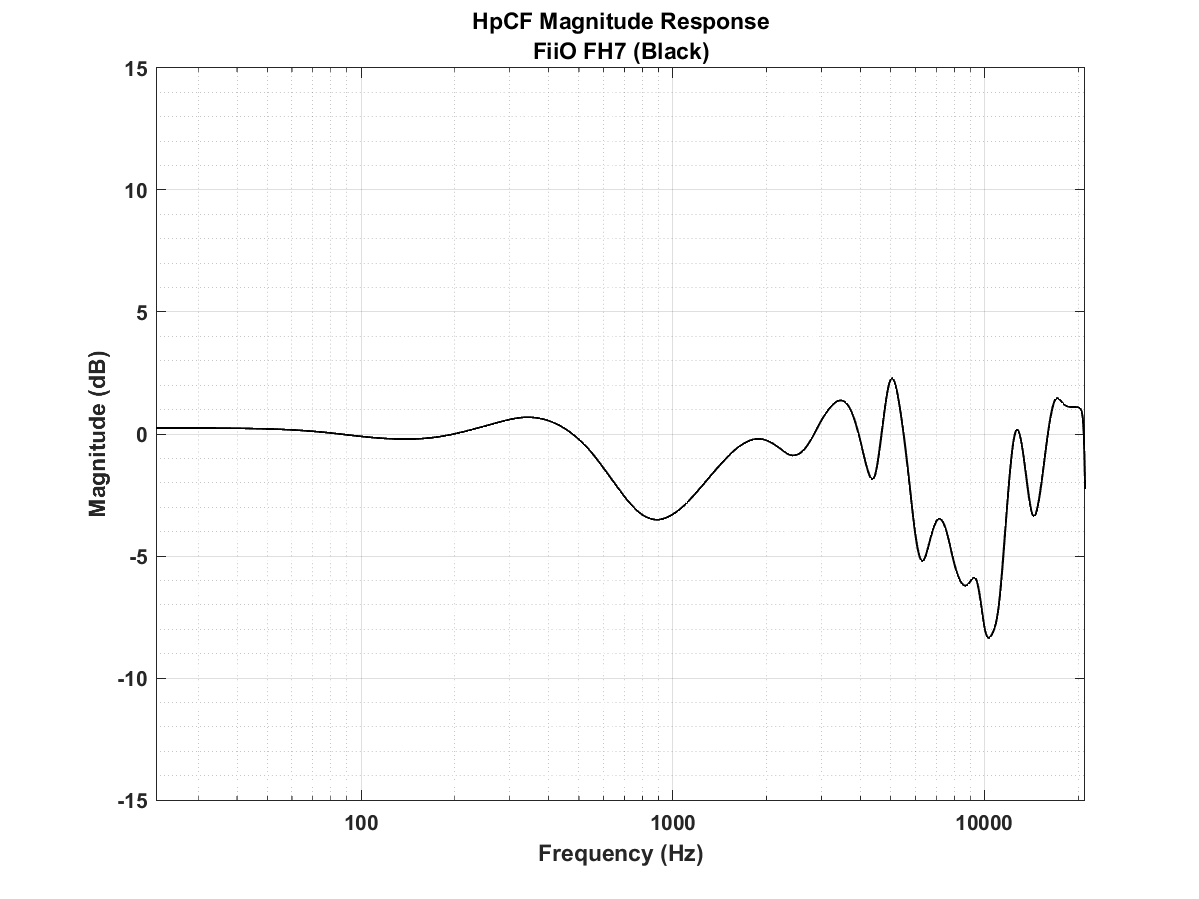 HpCF Magnitude Response
FiiO FH7 (Black)
15
10
5
0
-5
-10
-15
Magnitude (dB)
100
1000
10000
Frequency (Hz)